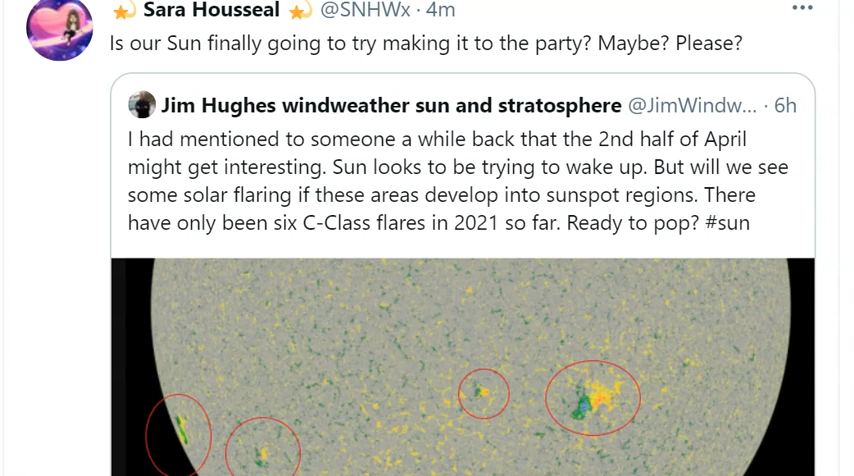 Sara Housseal @SNHWx · 4m
Is our Sun finally going to try making it to the party? Maybe? Please?
Jim Hughes windweather sun and stratosphere @JimWindw... · 6h
I had mentioned to someone a while back that the 2nd half of April
might get interesting. Sun looks to be trying to wake up. But will we see
some solar flaring if these areas develop into sunspot regions. There
have only been six C-Class flares in 2021 so far. Ready to pop? #sun